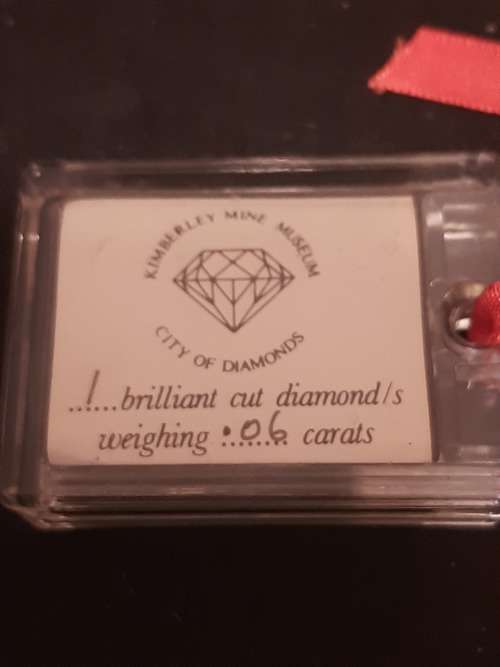 KIMBERLEY MINE MUSEUM
CITY OF DIAMONDS
1 brilliant cut diamond/s
weighing .06 carats